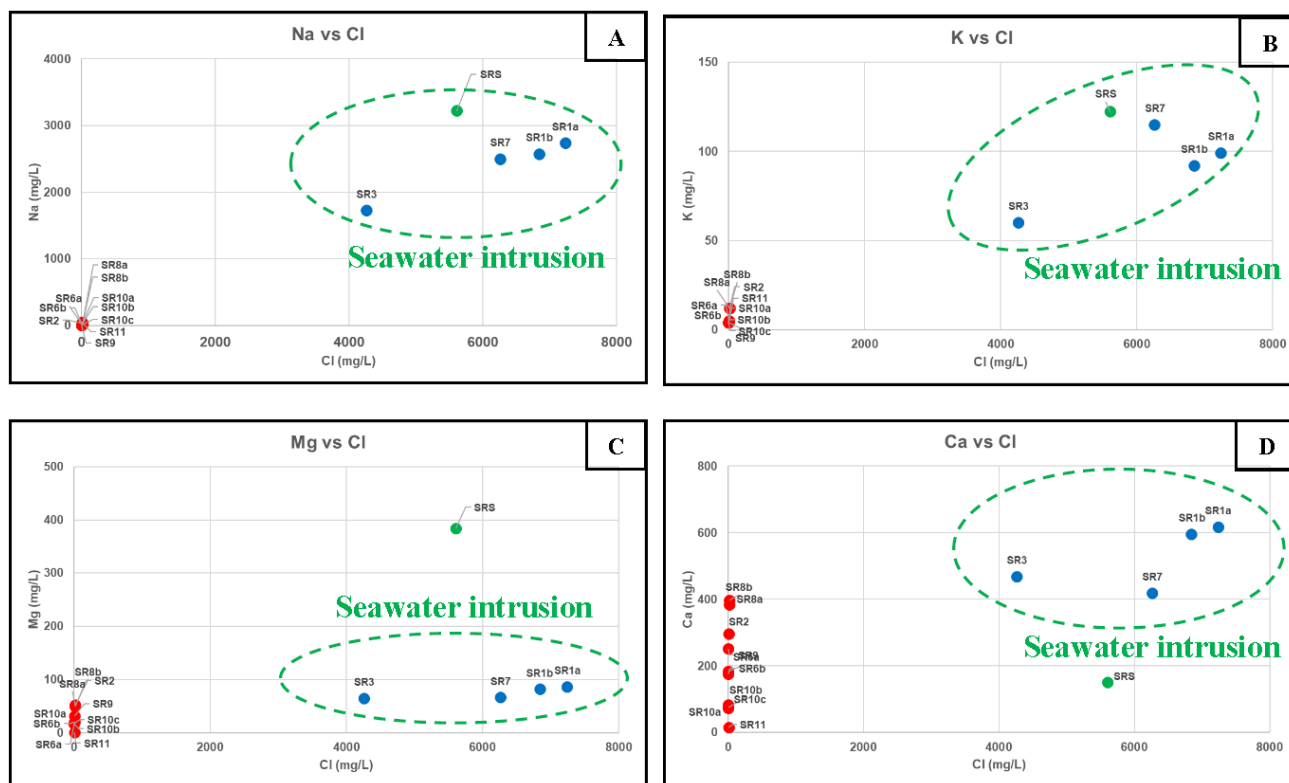 Na vs Cl
A
4000
3000
2000
1000
0
Na (mg/L)
SRS
SR1a
SR1b
SR7
SR3
Seawater intrusion
SR8a
SR8b
SR6a
SR10a
SR6b
SR10b
SR2
SR10c
SR11
SR9
0 2000 4000 6000 8000
Cl (mg/L)
K vs Cl
B
150
100
50
0
K (mg/L)
SRS
SR7
SR1a
SR1b
SR3
Seawater intrusion
SR8b
SR8a
SR2
SR11
SR6a
SR10a
SR6b
SR10b
SR10c
SR9
0 2000 4000 6000 8000
Cl (mg/L)
Mg vs Cl
C
500
400
300
200
100
0
Mg (mg/L)
SRS
Seawater intrusion
SR3
SR7
SR1b
SR1a
SR8b
SR8a
SR2
SR9
SR10a
SR10c
SR6b
SR10b
SR6a
SR11
0 2000 4000 6000 8000
Cl (mg/L)
Ca vs Cl
D
800
600
400
200
0
Ca (mg/L)
SR1b
SR1a
SR3
SR7
Seawater intrusion
SRS
SR8b
SR8a
SR2
SR6b
SR10b
SR10c
SR10a
SR11
0 2000 4000 6000 8000
Cl (mg/L)